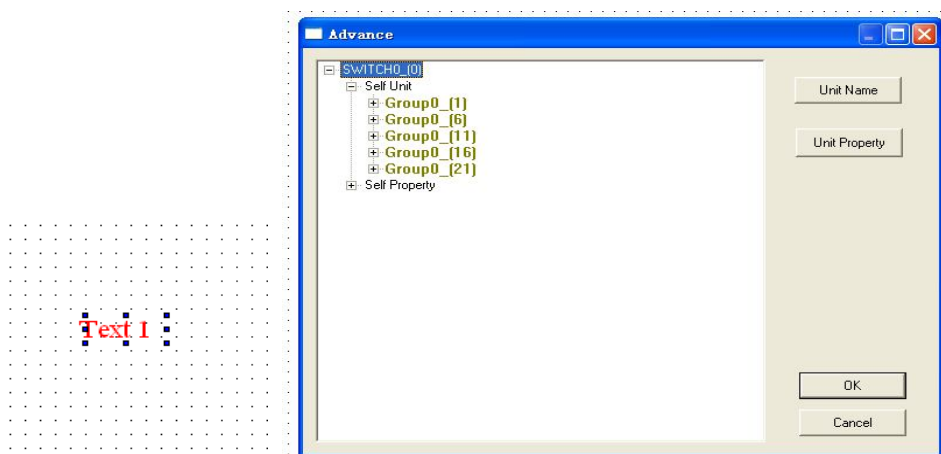 Advance
SWITCH0_(0)
Self Unit
Group0_(1)
Group0_(6)
Group0_(11)
Group0_(16)
Group0_(21)
Self Property
Unit Name
Unit Property
OK
Cancel
Text 1